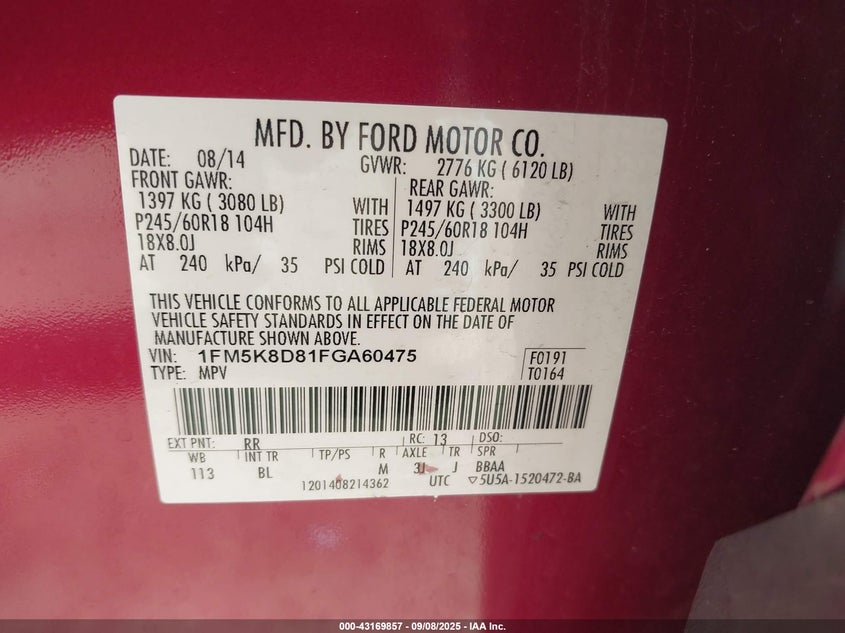 MFD. BY FORD MOTOR CO.
DATE: 08/14 GVWR: 2776 KG ( 6120 LB)
FRONT GAWR: REAR GAWR:
1397 KG ( 3080 LB) WITH 1497 KG ( 3300 LB) WITH
P245/60R18 104H TIRES P245/60R18 104H TIRES
18X8.0J RIMS 18X8.0J RIMS
AT 240 kPa/ 35 PSI COLD AT 240 kPa/ 35 PSI COLD
THIS VEHICLE CONFORMS TO ALL APPLICABLE FEDERAL MOTOR
VEHICLE SAFETY STANDARDS IN EFFECT ON THE DATE OF
MANUFACTURE SHOWN ABOVE.
VIN: 1FM5K8D81FGA60475 F0191
TYPE: MPV T0164
EXT PNT: RR RC: 13 DSO:
WB INT TR TP/PS R AXLE TR SPR
113 BL M 3J J BBAA
1201408214362 UTC ▽5U5A-1520472-BA
000-43169857 - 09/08/2025 - IAA Inc.